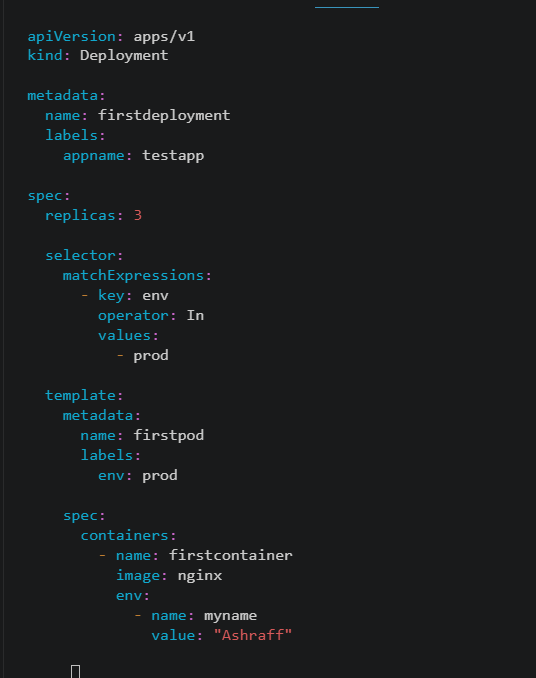 apiVersion: apps/v1
kind: Deployment
metadata:
name: firstdeployment
labels:
appname: testapp
spec:
replicas: 3
selector:
matchExpressions:
- key: env
operator: In
values:
- prod
template:
metadata:
name: firstpod
labels:
env: prod
spec:
containers:
- name: firstcontainer
image: nginx
env:
- name: myname
value: "Ashraff"